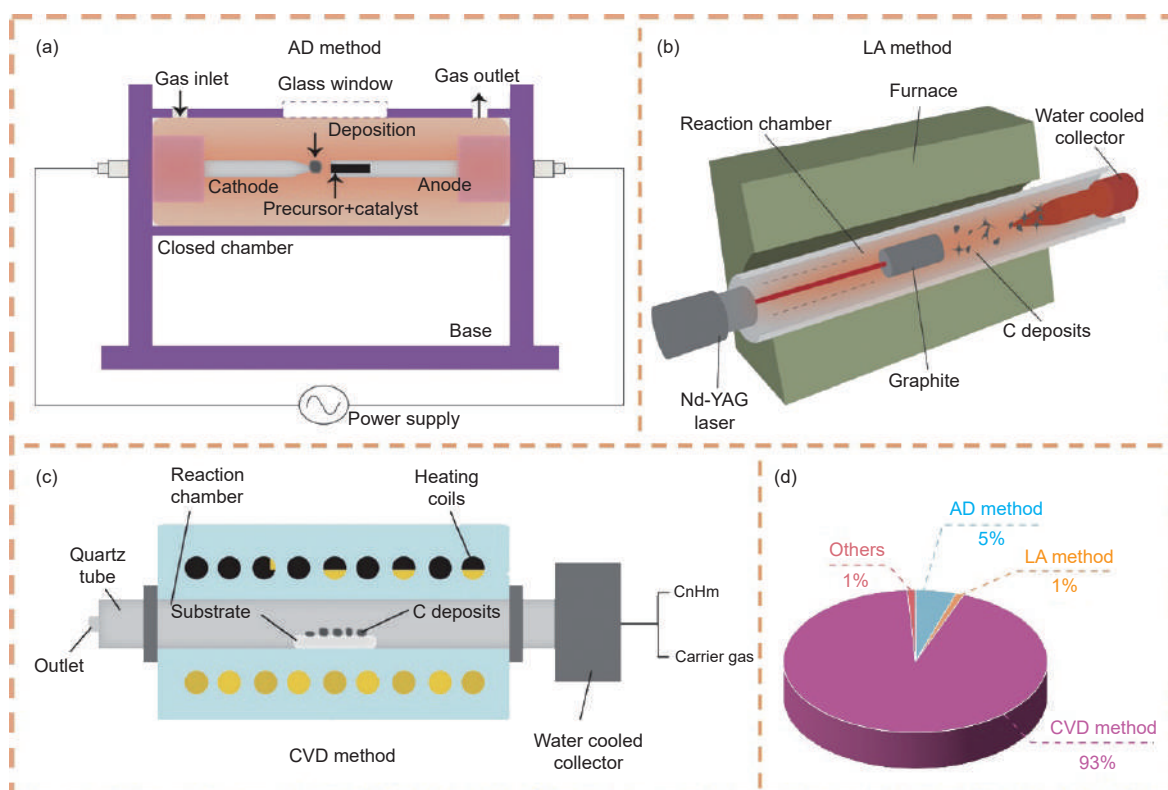 (a)
AD method
Gas inlet
Glass window
Gas outlet
Deposition
Cathode
Anode
Precursor+catalyst
Closed chamber
Base
Power supply
(b)
LA method
Furnace
Reaction chamber
Water cooled
collector
C deposits
Graphite
Nd-YAG
laser
(c)
Reaction
chamber
Heating
coils
Quartz
tube
Substrate
C deposits
CnHm
Carrier gas
Outlet
CVD method
Water cooled
collector
(d)
AD method
5%
Others
1%
LA method
1%
CVD method
93%